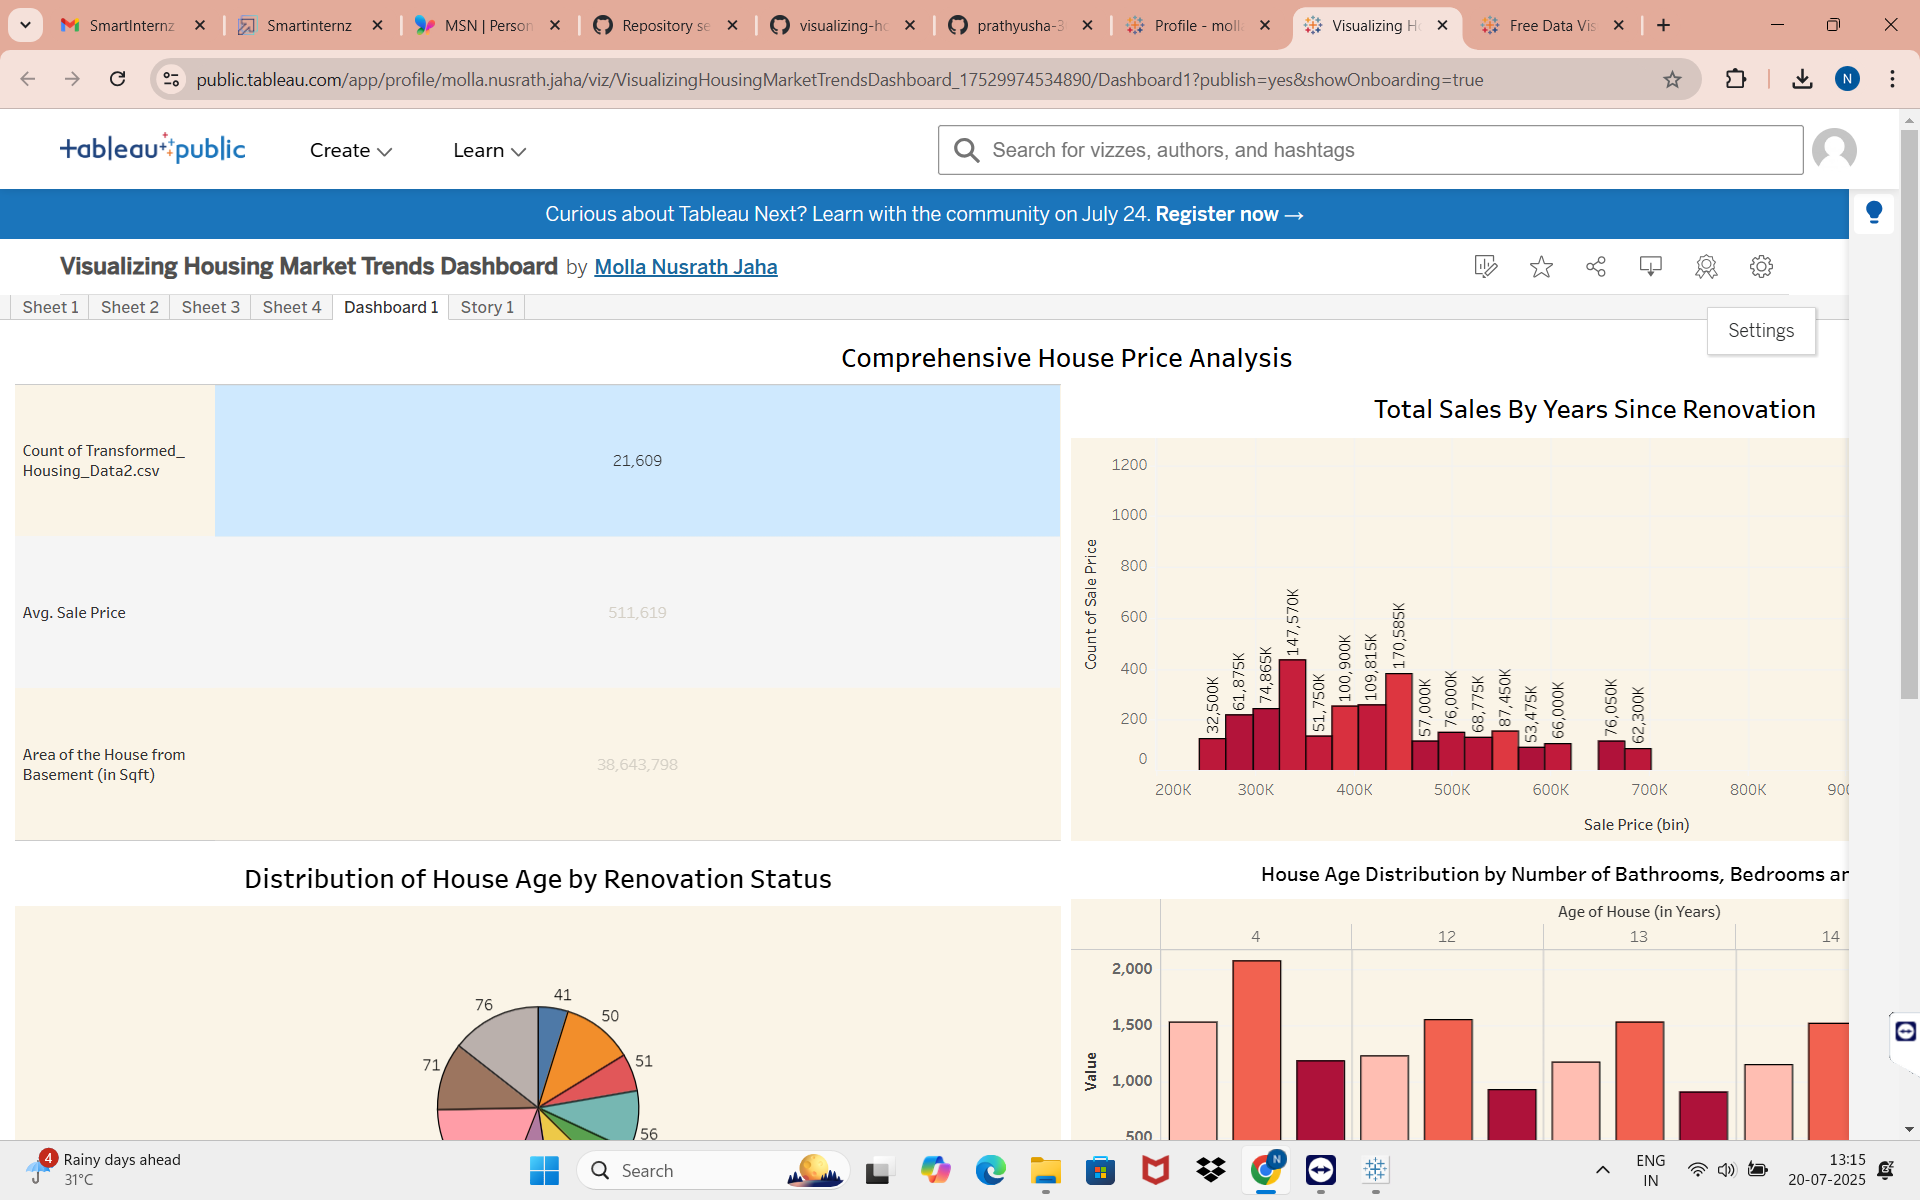 SmartInternz
Smartinternz
MSN | Person
Repository se
visualizing-ho
prathyusha-3
Profile - moll
Visualizing H
Free Data Vis
public.tableau.com/app/profile/molla.nusrath.jaha/viz/VisualizingHousingMarketTrendsDashboard_17529974534890/Dashboard1?publish=yes&showOnboarding=true
N
+ableau public
Create
Learn
Search for vizzes, authors, and hashtags
Curious about Tableau Next? Learn with the community on July 24. Register now →
Visualizing Housing Market Trends Dashboard by Molla Nusrath Jaha
Sheet 1
Sheet 2
Sheet 3
Sheet 4
Dashboard 1
Story 1
Settings
Comprehensive House Price Analysis
Count of Transformed_
Housing_Data2.csv
21,609
Avg. Sale Price
511,619
Area of the House from
Basement (in Sqft)
38,643,798
Total Sales By Years Since Renovation
Count of Sale Price
1200
1000
800
600
400
200
0
32,500K
61,875K
74,865K
147,570K
51,750K
100,900K
109,815K
170,585K
57,000K
76,000K
68,775K
87,450K
53,475K
66,000K
76,050K
62,300K
200K
300K
400K
500K
600K
700K
800K
900
Sale Price (bin)
Distribution of House Age by Renovation Status
76
41
50
51
71
56
House Age Distribution by Number of Bathrooms, Bedrooms an
Age of House (in Years)
4
12
13
14
Value
2,000
1,500
1,000
500
4
Rainy days ahead
31°C
Search
N
ENG
IN
13:15
20-07-2025